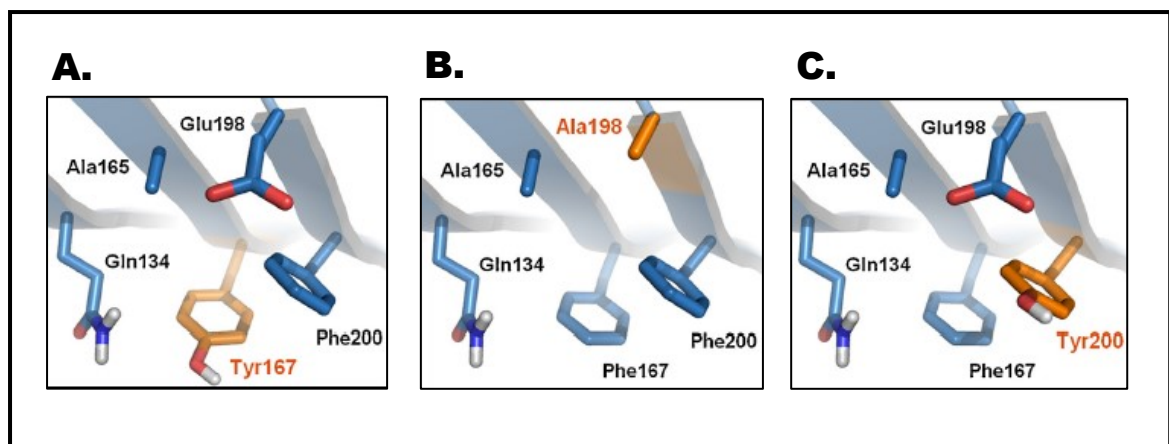 A.
Glu198
Ala165
Gln134
Phe200
Tyr167
B.
Ala198
Ala165
Gln134
Phe200
Phe167
C.
Glu198
Ala165
Gln134
Tyr200
Phe167